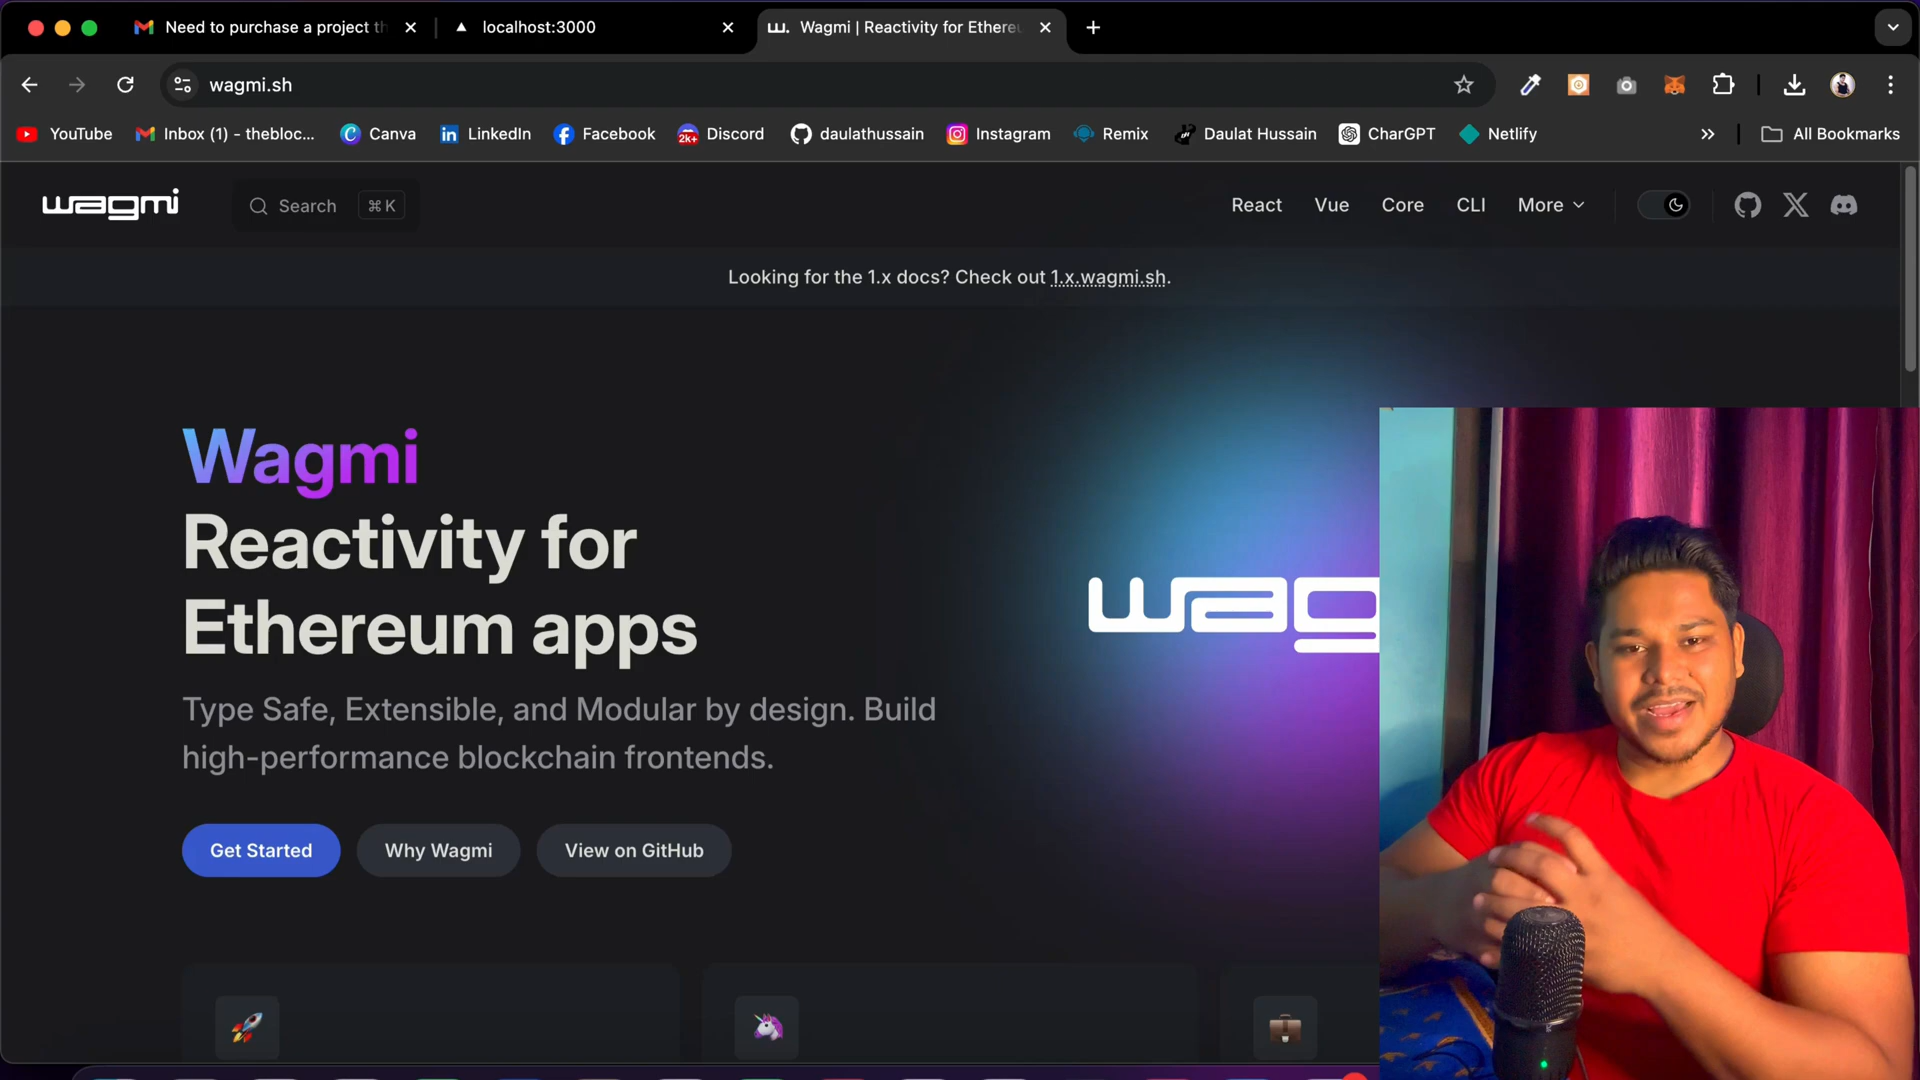 Need to purchase a project th
localhost:3000
w. Wagmi | Reactivity for Ethereu
wagmi.sh
YouTube
Inbox (1) - thebloc...
Canva
LinkedIn
Facebook
2K+ Discord
daulathussain
Instagram
Remix
Daulat Hussain
CharGPT
Netlify
All Bookmarks
wagmi
Search ⌘ K
React
Vue
Core
CLI
More
Looking for the 1.x docs? Check out 1.x.wagmi.sh.
Wagmi
Reactivity for
Ethereum apps
Type Safe, Extensible, and Modular by design. Build
high-performance blockchain frontends.
wag
Get Started
Why Wagmi
View on GitHub